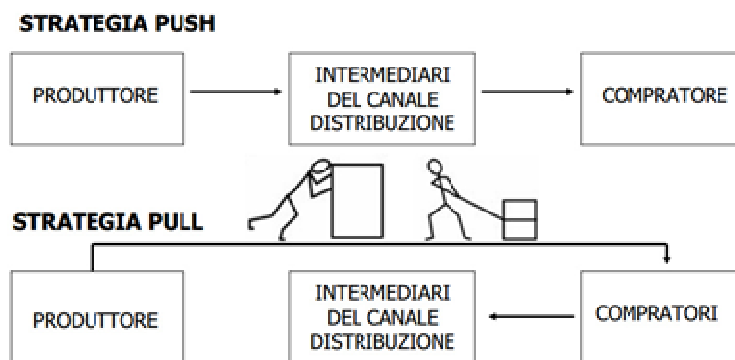 STRATEGIA PUSH
PRODUTTORE
INTERMEDIARI
DEL CANALE
DISTRIBUZIONE
COMPRATORE
STRATEGIA PULL
PRODUTTORE
INTERMEDIARI
DEL CANALE
DISTRIBUZIONE
COMPRATORI